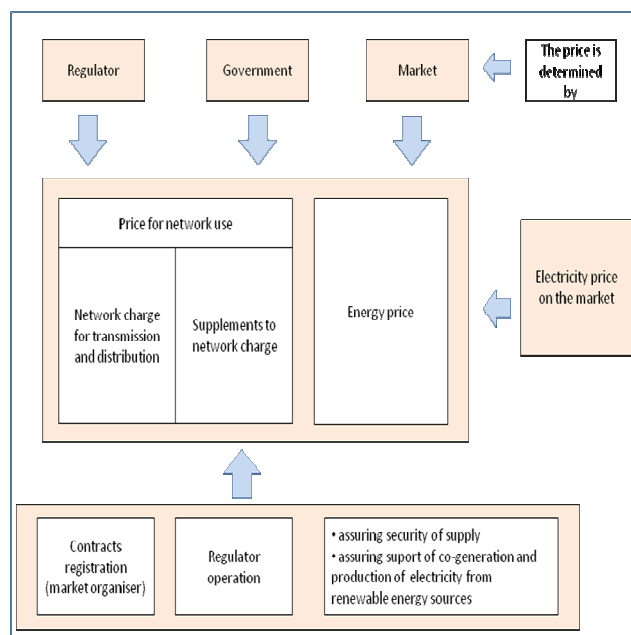 Regulator
Government
Market
The price is
determined
by
Price for network use
Network charge
for transmission
and distribution
Supplements to
network charge
Energy price
Electricity price
on the market
Contracts
registration
(market organiser)
Regulator
operation
• assuring security of supply
• assuring suport of co-generation and
production of electricity from
renewable energy sources